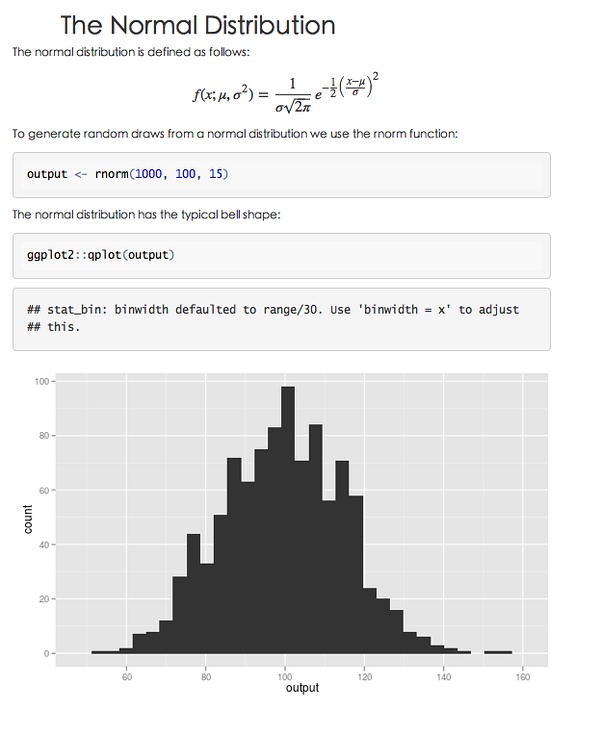 The Normal Distribution
The normal distribution is defined as follows:
f(x; μ, σ²) = 1/(σ√2π) e^{-1/2((x−μ)/σ)²}
To generate random draws from a normal distribution we use the rnorm function:
output <- rnorm(1000, 100, 15)
The normal distribution has the typical bell shape:
ggplot2::qplot(output)
## stat_bin: binwidth defaulted to range/30. Use 'binwidth = x' to adjust
## this.
100
80
60
40
20
0
count
60 80 100 120 140 160
output